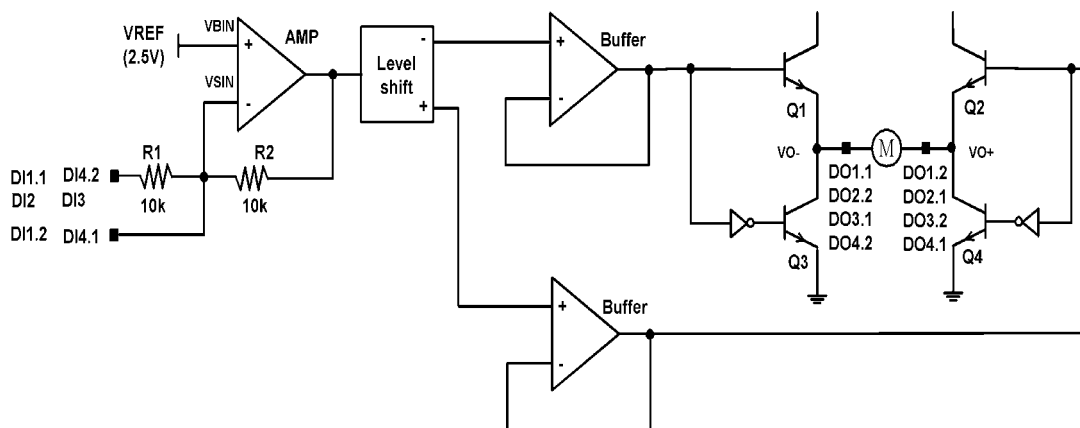 VREF
(2.5V)
VBIN
+
AMP
VSIN
-
R1
10k
R2
10k
DI1.1 DI4.2
DI2 DI3
DI1.2 DI4.1
Level
shift
-
+
Buffer
+
-
Buffer
+
-
Q1
Q2
VO-
M
VO+
DO1.1 DO1.2
DO2.2 DO2.1
DO3.1 DO3.2
DO4.2 DO4.1
Q3
Q4